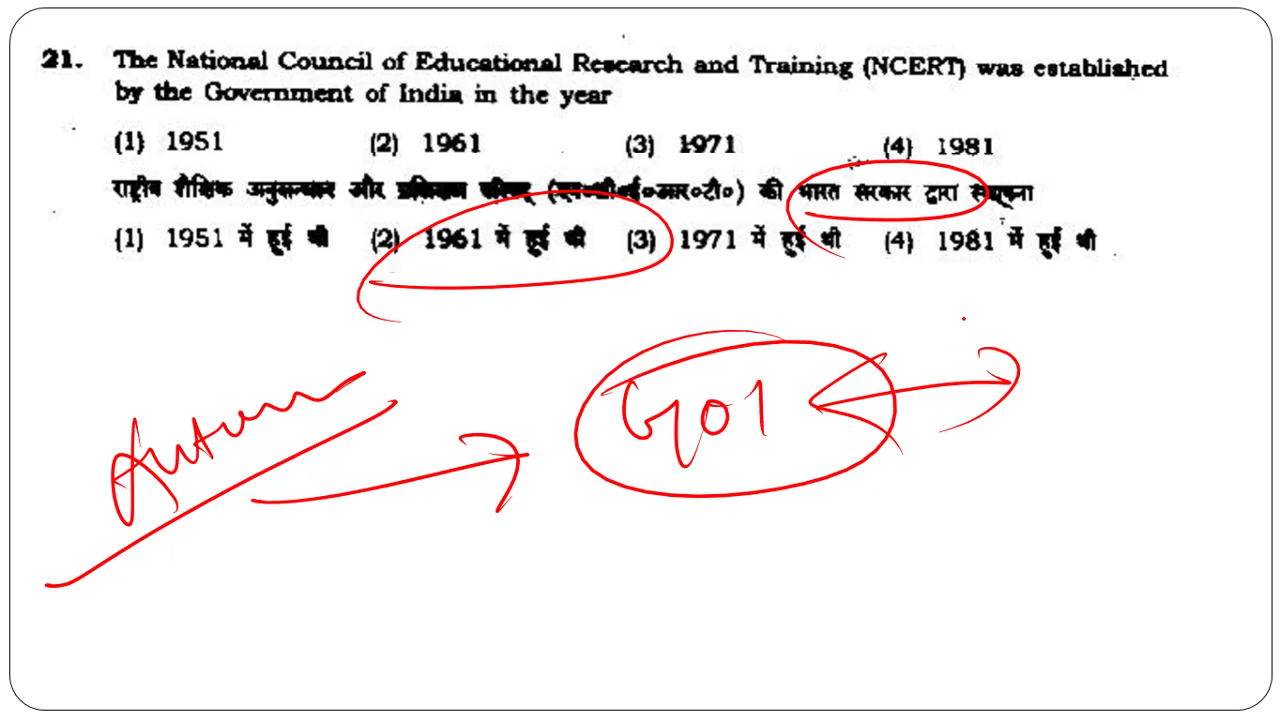 21. The National Council of Educational Research and Training (NCERT) was established
by the Government of India in the year
(1) 1951 (2) 1961 (3) 1971 (4) 1981
राष्ट्रीय शैक्षिक अनुसन्धान और प्रशिक्षण परिषद् (एन०सी०ई०आर०टी०) की भारत सरकार द्वारा
(1) 1951 में हुई थी (2) 1961 में हुई थी (3) 1971 में हुई थी (4) 1981 में हुई थी
GOI